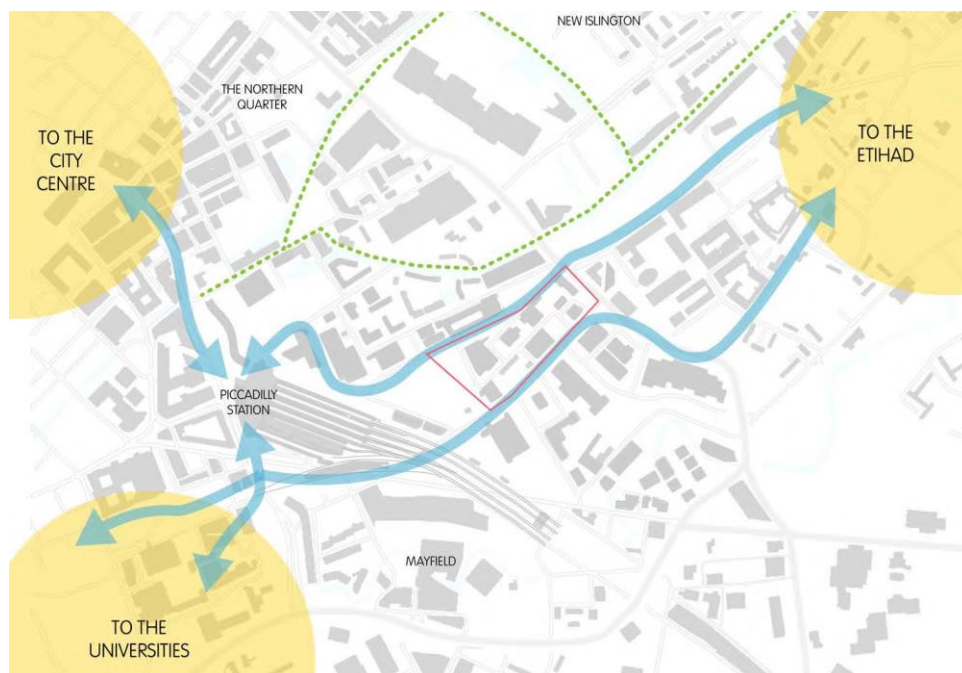 NEW ISLINGTON
THE NORTHERN
QUARTER
TO THE
CITY
CENTRE
TO THE
ETIHAD
PICCADILLY
STATION
MAYFIELD
TO THE
UNIVERSITIES